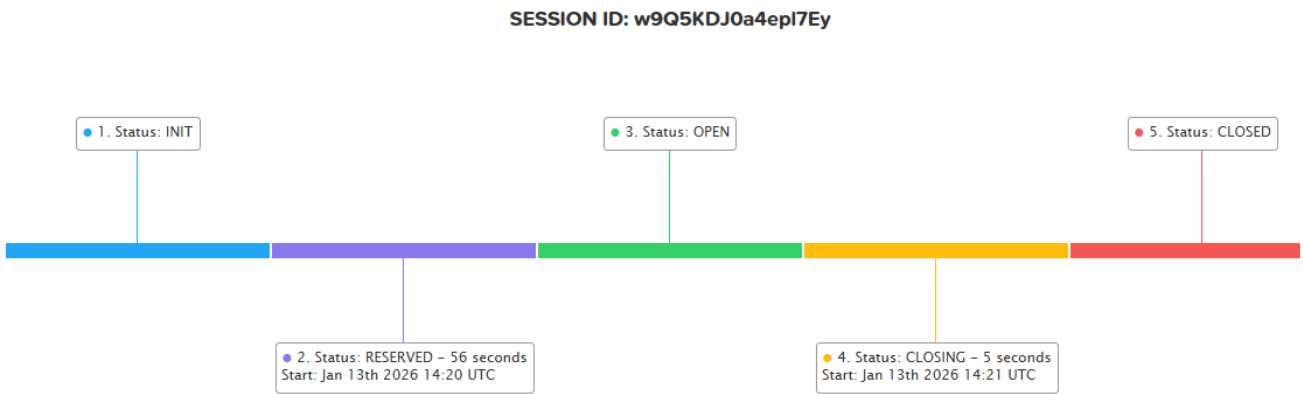 SESSION ID: w9Q5KDJ0a4epl7Ey
1. Status: INIT
3. Status: OPEN
5. Status: CLOSED
2. Status: RESERVED – 56 seconds
Start: Jan 13th 2026 14:20 UTC
4. Status: CLOSING – 5 seconds
Start: Jan 13th 2026 14:21 UTC